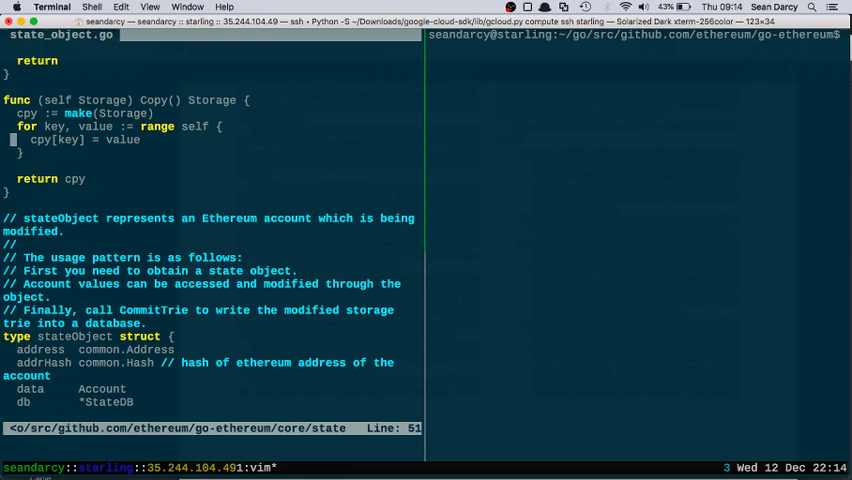 Terminal Shell Edit View Window Help 43% Thu 09:14 Sean Darcy
seandarcy — starling :: 35.244.104.49 — ssh • Python -S ~/Downloads/google-cloud-sdk/lib/gcloud.py compute ssh starling — Solarized Dark xterm-256color — 123×34
state_object.go
seandarcy@starling:~/go/src/github.com/ethereum/go-ethereum$
return
}
func (self Storage) Copy() Storage {
cpy := make(Storage)
for key, value := range self {
cpy[key] = value
}
return cpy
}
// stateObject represents an Ethereum account which is being
modified.
//
// The usage pattern is as follows:
// First you need to obtain a state object.
// Account values can be accessed and modified through the
object.
// Finally, call CommitTrie to write the modified storage
trie into a database.
type stateObject struct {
address common.Address
addrHash common.Hash // hash of ethereum address of the
account
data Account
db *StateDB
<o/src/github.com/ethereum/go-ethereum/core/state Line: 51
seandarcy::starling::35.244.104.491:vim* 3 Wed 12 Dec 22:14